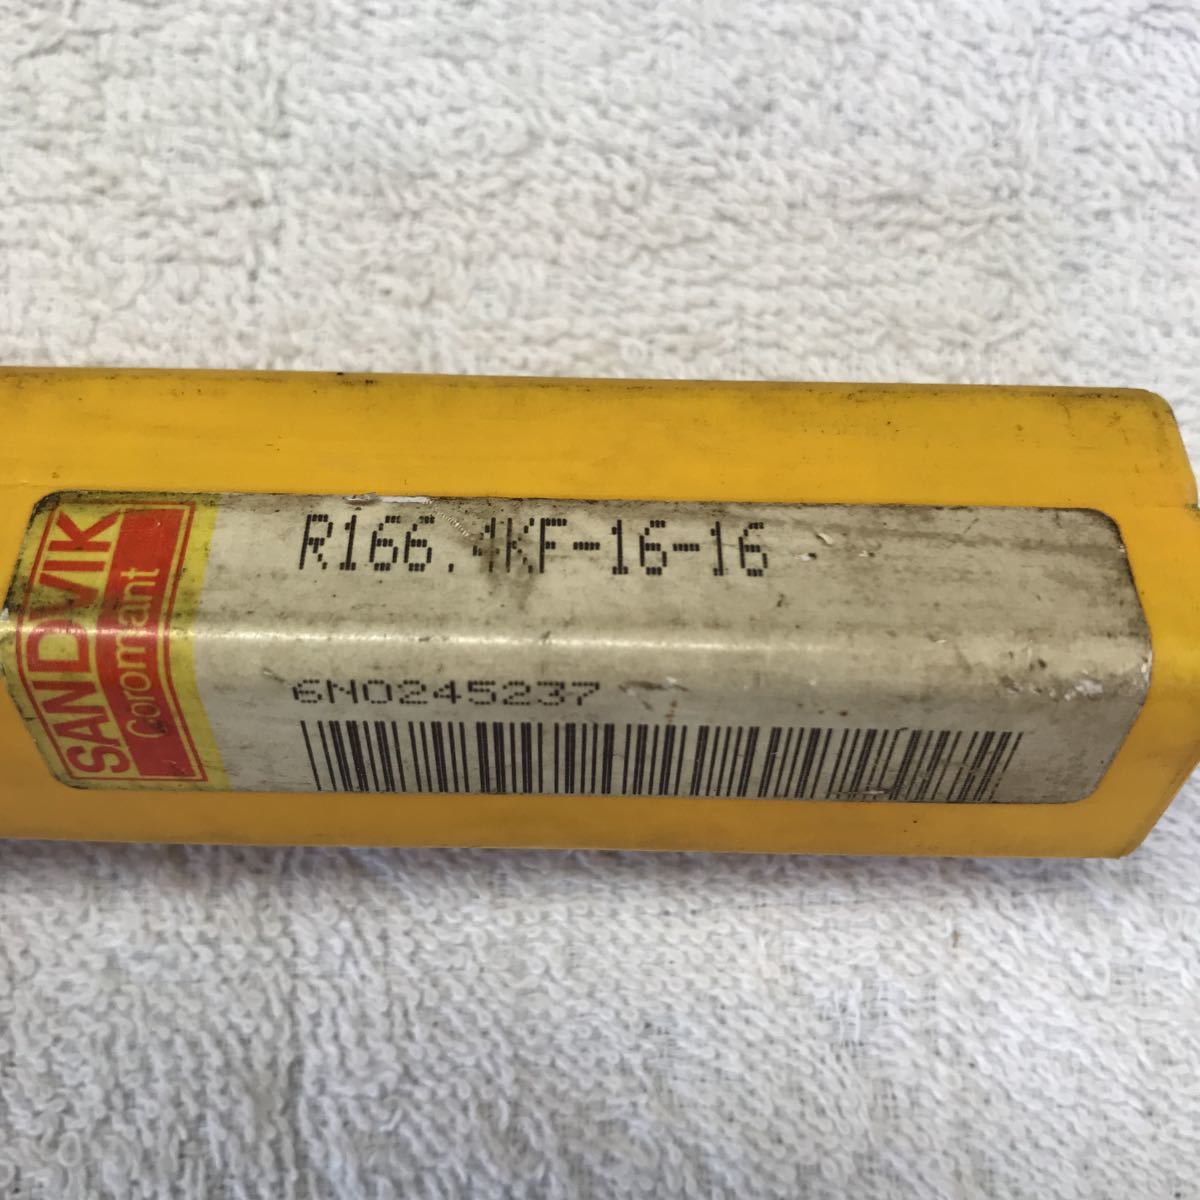 SANDVIK
Coromant
R166.4KF-16-16
6N0245237